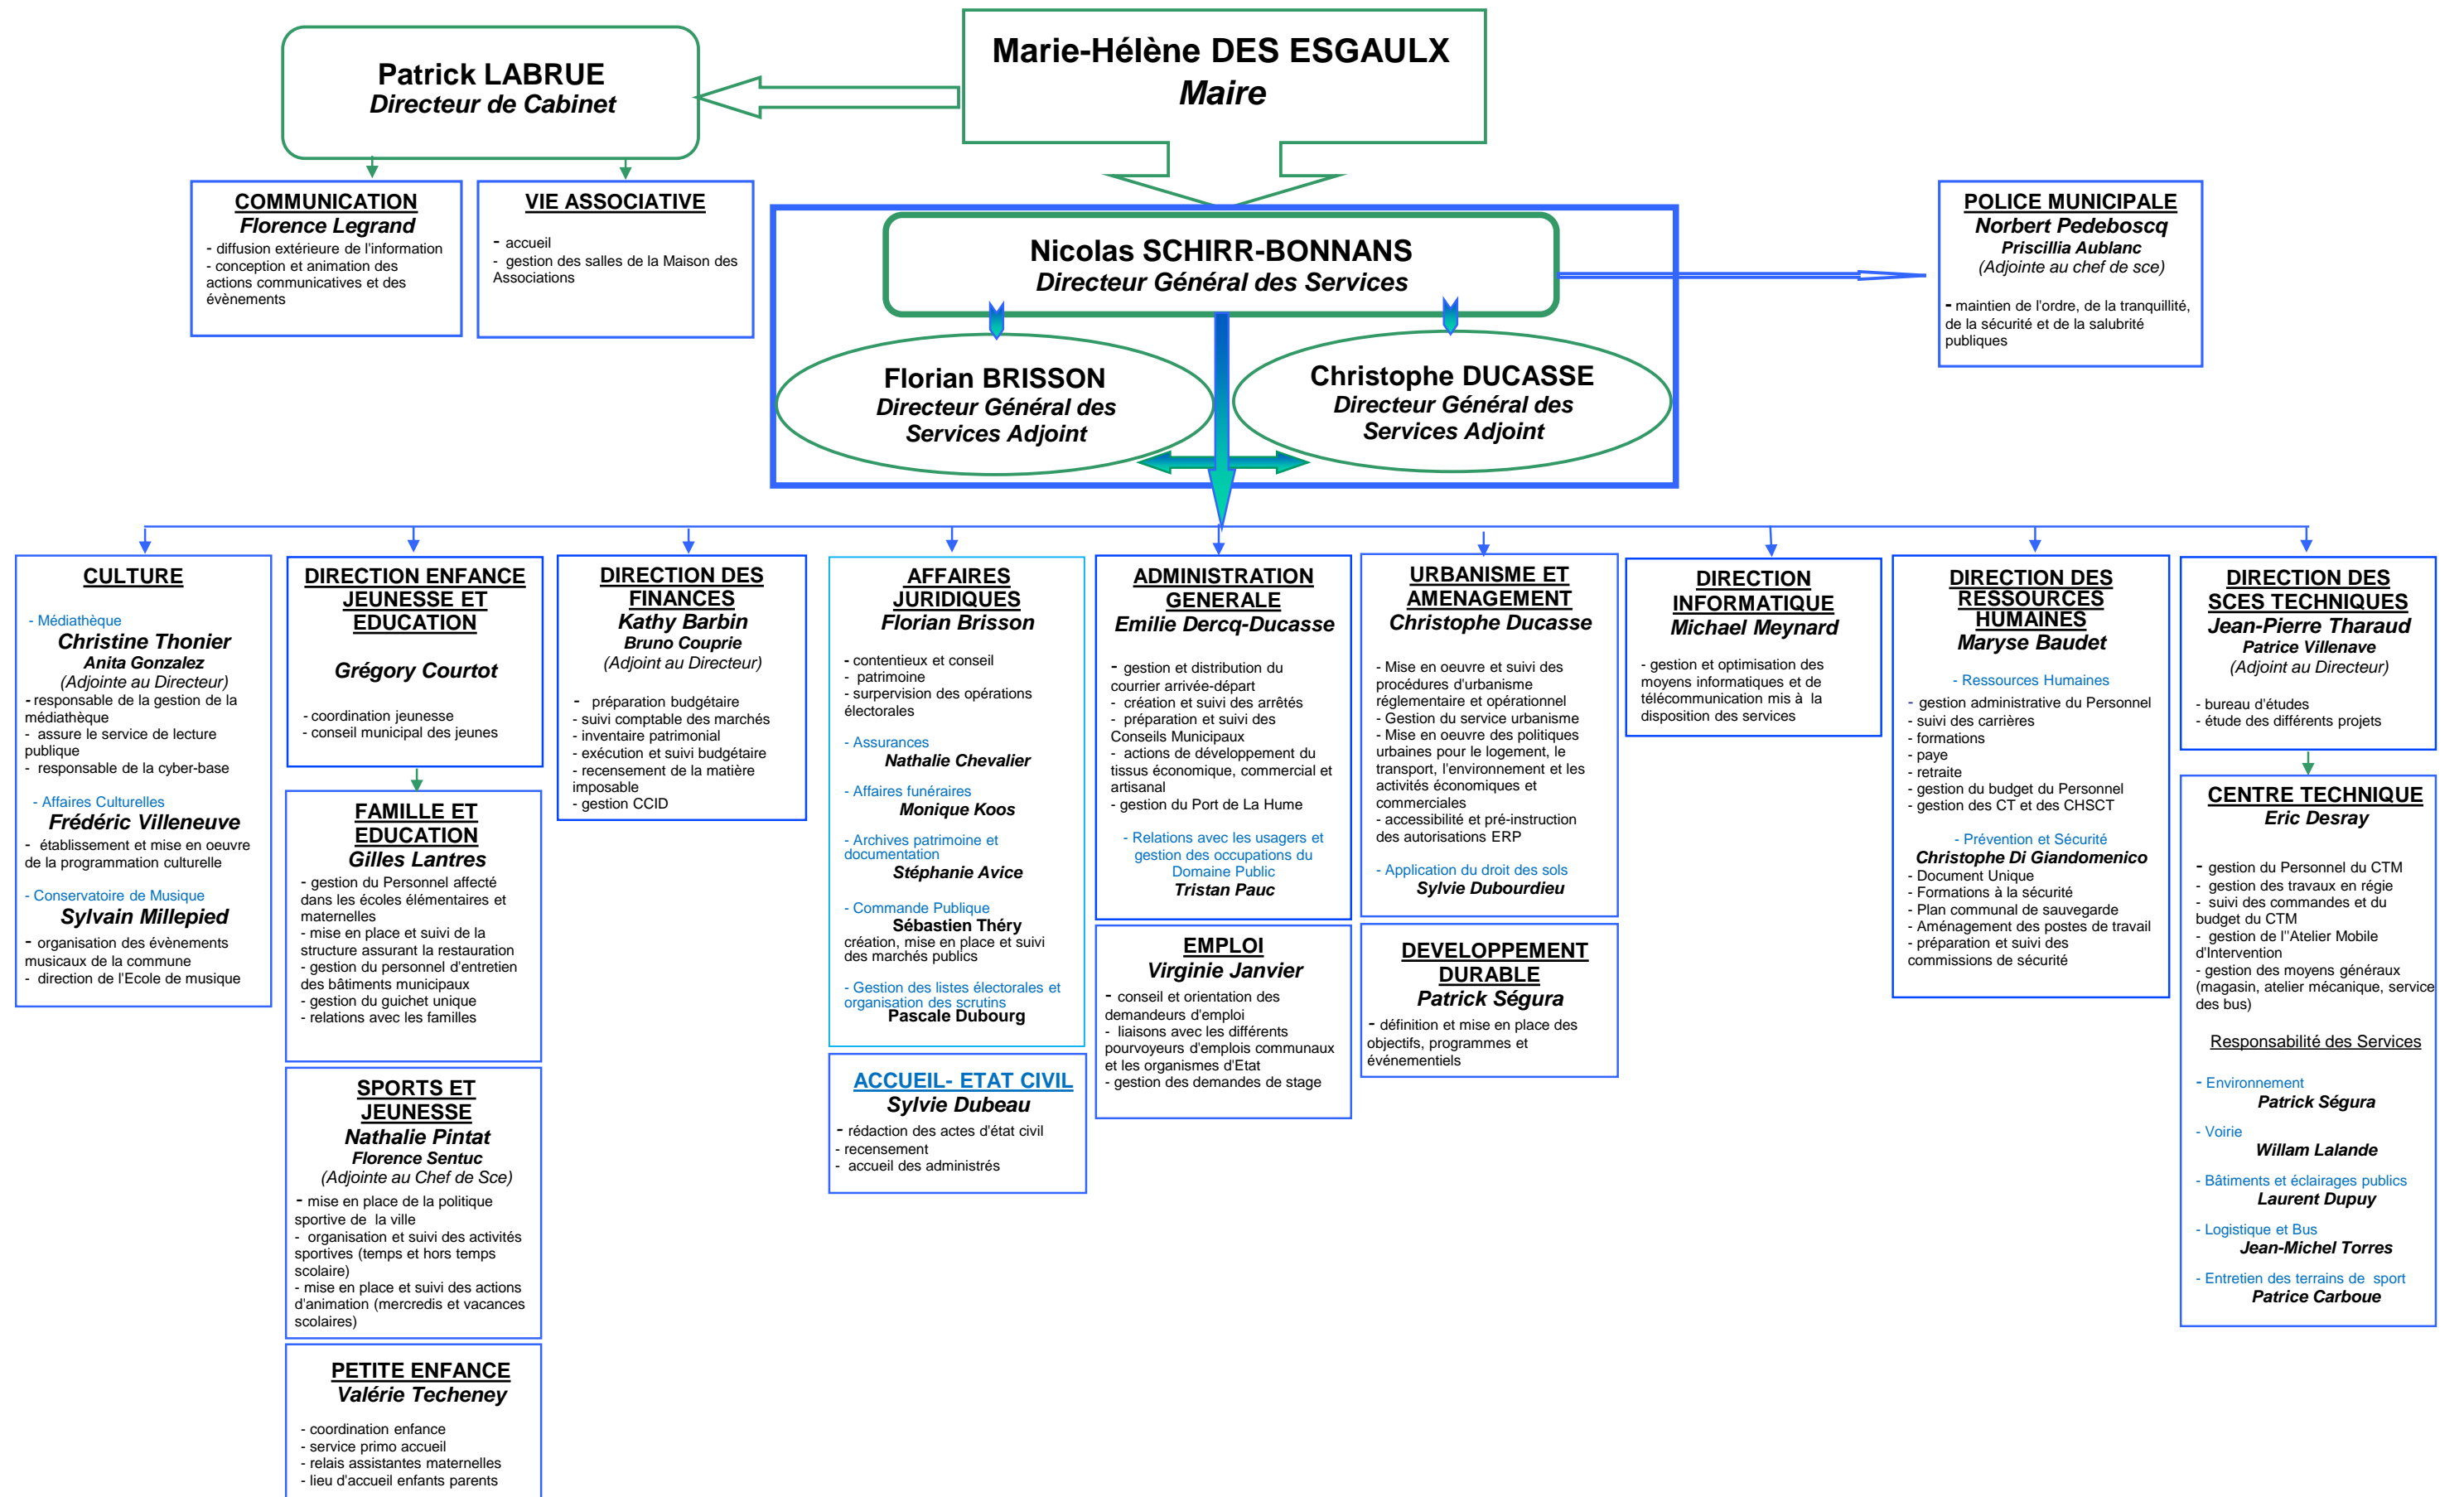 Marie-Hélène DES ESGAULX
Maire
Patrick LABRUE
Directeur de Cabinet
COMMUNICATION
Florence Legrand
- diffusion extérieure de l'information
- conception et animation des
actions communicatives et des
évènements
VIE ASSOCIATIVE
- accueil
- gestion des salles de la Maison des
Associations
Nicolas SCHIRR-BONNANS
Directeur Général des Services
POLICE MUNICIPALE
Norbert Pedeboscq
Priscillia Aublanc
(Adjointe au chef de sce)
- maintien de l'ordre, de la tranquillité,
de la sécurité et de la salubrité
publiques
Florian BRISSON
Directeur Général des
Services Adjoint
Christophe DUCASSE
Directeur Général des
Services Adjoint
CULTURE
- Médiathèque
Christine Thonier
Anita Gonzalez
(Adjointe au Directeur)
- responsable de la gestion de la
médiathèque
- assure le service de lecture
publique
- responsable de la cyber-base
- Affaires Culturelles
Frédéric Villeneuve
- établissement et mise en oeuvre
de la programmation culturelle
- Conservatoire de Musique
Sylvain Millepied
- organisation des évènements
musicaux de la commune
- direction de l'Ecole de musique
DIRECTION ENFANCE
JEUNESSE ET
EDUCATION
Grégory Courtot
- coordination jeunesse
- conseil municipal des jeunes
FAMILLE ET
EDUCATION
Gilles Lantres
- gestion du Personnel affecté
dans les écoles élémentaires et
maternelles
- mise en place et suivi de la
structure assurant la restauration
- gestion du personnel d'entretien
des bâtiments municipaux
- gestion du guichet unique
- relations avec les familles
SPORTS ET
JEUNESSE
Nathalie Pintat
Florence Sentuc
(Adjointe au Chef de Sce)
- mise en place de la politique
sportive de la ville
- organisation et suivi des activités
sportives (temps et hors temps
scolaire)
- mise en place et suivi des actions
d'animation (mercredis et vacances
scolaires)
PETITE ENFANCE
Valérie Techeney
- coordination enfance
- service primo accueil
- relais assistantes maternelles
- lieu d'accueil enfants parents
DIRECTION DES
FINANCES
Kathy Barbin
Bruno Couprie
(Adjoint au Directeur)
- préparation budgétaire
- suivi comptable des marchés
- inventaire patrimonial
- exécution et suivi budgétaire
- recensement de la matière
imposable
- gestion CCID
AFFAIRES
JURIDIQUES
Florian Brisson
- contentieux et conseil
- patrimoine
- surpervision des opérations
électorales
- Assurances
Nathalie Chevalier
- Affaires funéraires
Monique Koos
- Archives patrimoine et
documentation
Stéphanie Avice
- Commande Publique
Sébastien Théry
création, mise en place et suivi
des marchés publics
- Gestion des listes électorales et
organisation des scrutins
Pascale Dubourg
ACCUEIL- ETAT CIVIL
Sylvie Dubeau
- rédaction des actes d'état civil
- recensement
- accueil des administrés
ADMINISTRATION
GENERALE
Emilie Dercq-Ducasse
- gestion et distribution du
courrier arrivée-départ
- création et suivi des arrêtés
- préparation et suivi des
Conseils Municipaux
- actions de développement du
tissus économique, commercial et
artisanal
- gestion du Port de La Hume
- Relations avec les usagers et
gestion des occupations du
Domaine Public
Tristan Pauc
EMPLOI
Virginie Janvier
- conseil et orientation des
demandeurs d'emploi
- liaisons avec les différents
pourvoyeurs d'emplois communaux
et les organismes d'Etat
- gestion des demandes de stage
URBANISME ET
AMENAGEMENT
Christophe Ducasse
- Mise en oeuvre et suivi des
procédures d'urbanisme
réglementaire et opérationnel
- Gestion du service urbanisme
- Mise en oeuvre des politiques
urbaines pour le logement, le
transport, l'environnement et les
activités économiques et
commerciales
- accessibilité et pré-instruction
des autorisations ERP
- Application du droit des sols
Sylvie Dubourdieu
DEVELOPPEMENT
DURABLE
Patrick Ségura
- définition et mise en place des
objectifs, programmes et
événementiels
DIRECTION
INFORMATIQUE
Michael Meynard
- gestion et optimisation des
moyens informatiques et de
télécommunication mis à la
disposition des services
DIRECTION DES
RESSOURCES
HUMAINES
Maryse Baudet
- Ressources Humaines
- gestion administrative du Personnel
- suivi des carrières
- formations
- paye
- retraite
- gestion du budget du Personnel
- gestion des CT et des CHSCT
- Prévention et Sécurité
Christophe Di Giandomenico
- Document Unique
- Formations à la sécurité
- Plan communal de sauvegarde
- Aménagement des postes de travail
- préparation et suivi des
commissions de sécurité
DIRECTION DES
SCES TECHNIQUES
Jean-Pierre Tharaud
Patrice Villenave
(Adjoint au Directeur)
- bureau d'études
- étude des différents projets
CENTRE TECHNIQUE
Eric Desray
- gestion du Personnel du CTM
- gestion des travaux en régie
- suivi des commandes et du
budget du CTM
- gestion de l''Atelier Mobile
d'Intervention
- gestion des moyens généraux
(magasin, atelier mécanique, service
des bus)
Responsabilité des Services
- Environnement
Patrick Ségura
- Voirie
Willam Lalande
- Bâtiments et éclairages publics
Laurent Dupuy
- Logistique et Bus
Jean-Michel Torres
- Entretien des terrains de sport
Patrice Carboue